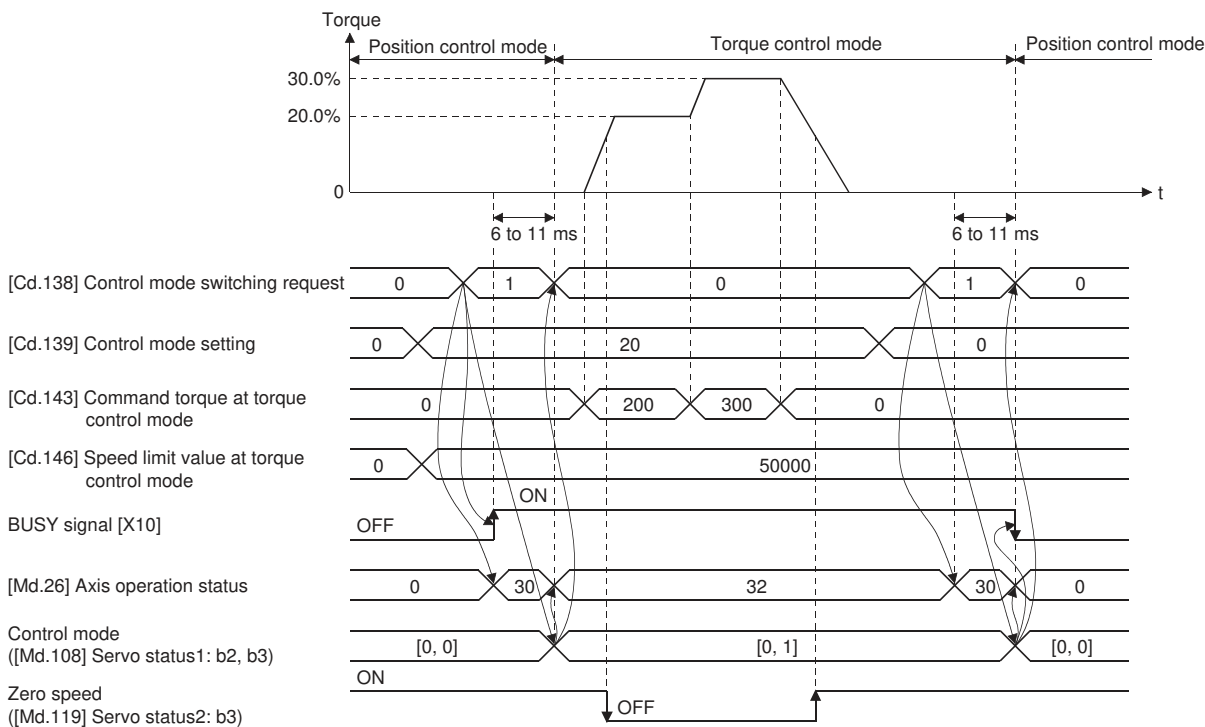 Torque
Position control mode Torque control mode Position control mode
30.0%
20.0%
0 t
6 to 11 ms 6 to 11 ms
[Cd.138] Control mode switching request 0 1 0 1 0
[Cd.139] Control mode setting 0 20 0
[Cd.143] Command torque at torque 0 200 300 0
control mode
[Cd.146] Speed limit value at torque 0 50000
control mode
ON
BUSY signal [X10] OFF
[Md.26] Axis operation status 0 30 32 30 0
Control mode [0, 0] [0, 1] [0, 0]
([Md.108] Servo status1: b2, b3)
ON
Zero speed OFF
([Md.119] Servo status2: b3)